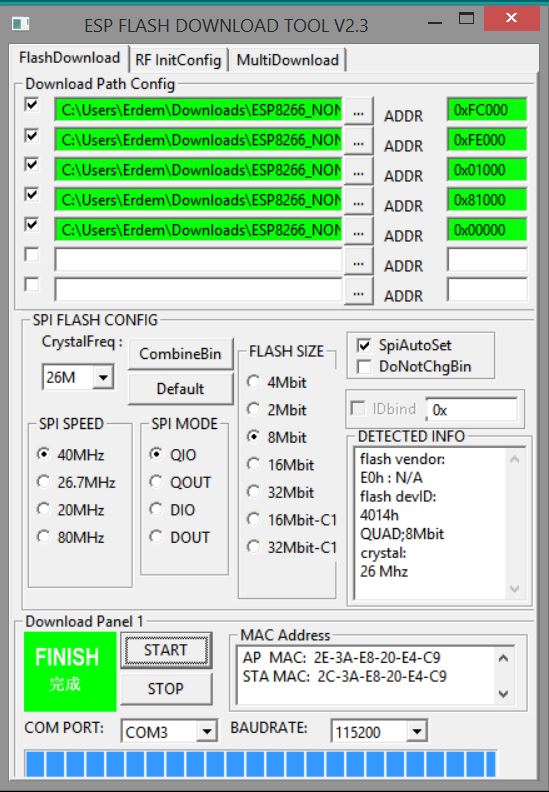 ESP FLASH DOWNLOAD TOOL V2.3
FlashDownload RF InitConfig MultiDownload
Download Path Config
C:\Users\Erdem\Downloads\ESP8266_NON ... ADDR 0xFC000
C:\Users\Erdem\Downloads\ESP8266_NON ... ADDR 0xFE000
C:\Users\Erdem\Downloads\ESP8266_NON ... ADDR 0x01000
C:\Users\Erdem\Downloads\ESP8266_NON ... ADDR 0x81000
C:\Users\Erdem\Downloads\ESP8266_NON ... ADDR 0x00000
... ADDR
... ADDR
SPI FLASH CONFIG
CrystalFreq :
26M
CombineBin
Default
SPI SPEED
40MHz
26.7MHz
20MHz
80MHz
SPI MODE
QIO
QOUT
DIO
DOUT
FLASH SIZE
4Mbit
2Mbit
8Mbit
16Mbit
32Mbit
16Mbit-C1
32Mbit-C1
SpiAutoSet
DoNotChgBin
IDbind 0x
DETECTED INFO
flash vendor:
E0h : N/A
flash devID:
4014h
QUAD;8Mbit
crystal:
26 Mhz
Download Panel 1
FINISH
完成
START
STOP
MAC Address
AP MAC: 2E-3A-E8-20-E4-C9
STA MAC: 2C-3A-E8-20-E4-C9
COM PORT: COM3 BAUDRATE: 115200